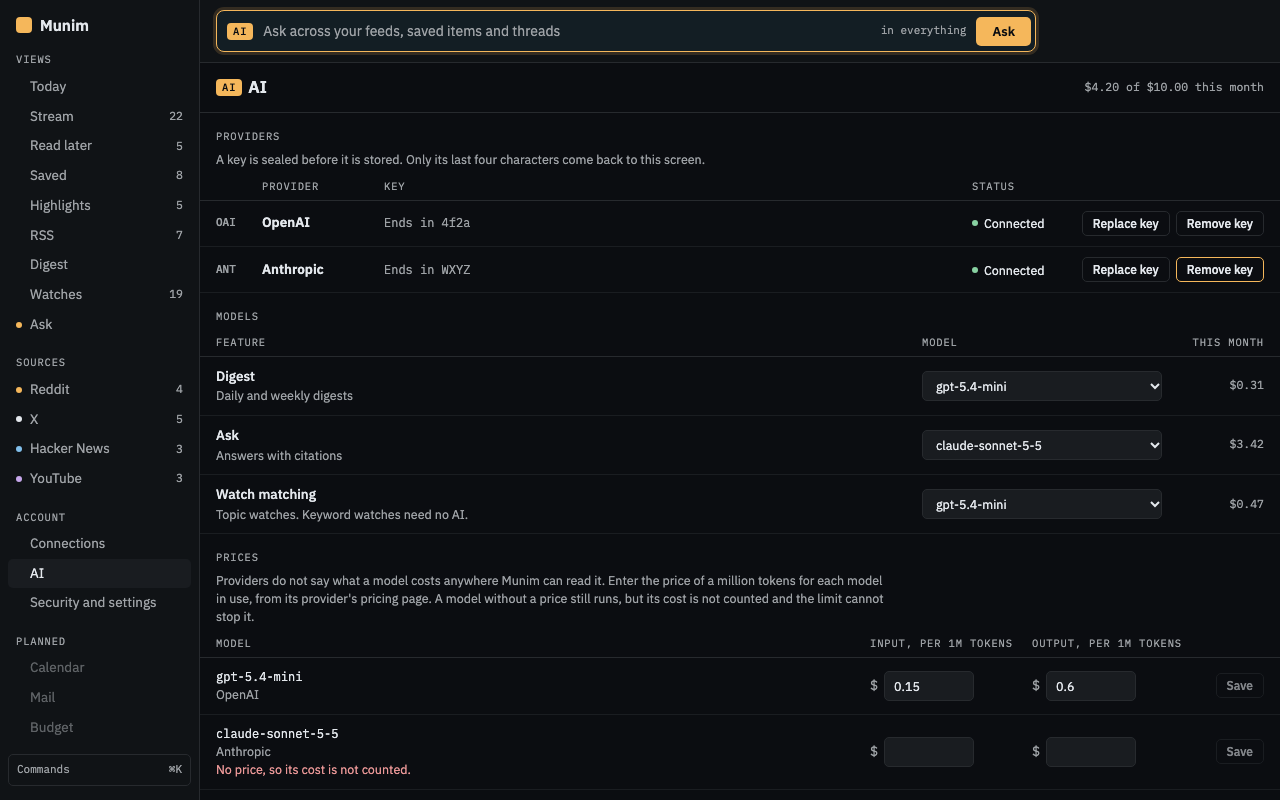 Munim
VIEWS
Today
Stream 22
Read later 5
Saved 8
Highlights 5
RSS 7
Digest
Watches 19
Ask
SOURCES
Reddit 4
X 5
Hacker News 3
YouTube 3
ACCOUNT
Connections
AI
Security and settings
PLANNED
Calendar
Mail
Budget
Commands ⌘K
AI Ask across your feeds, saved items and threads in everything Ask
AI AI $4.20 of $10.00 this month
PROVIDERS
A key is sealed before it is stored. Only its last four characters come back to this screen.
PROVIDER KEY STATUS
OAI OpenAI Ends in 4f2a Connected Replace key Remove key
ANT Anthropic Ends in WXYZ Connected Replace key Remove key
MODELS
FEATURE MODEL THIS MONTH
Digest
Daily and weekly digests
gpt-5.4-mini $0.31
Ask
Answers with citations
claude-sonnet-5-5 $3.42
Watch matching
Topic watches. Keyword watches need no AI.
gpt-5.4-mini $0.47
PRICES
Providers do not say what a model costs anywhere Munim can read it. Enter the price of a million tokens for each model
in use, from its provider's pricing page. A model without a price still runs, but its cost is not counted and the limit cannot
stop it.
MODEL INPUT, PER 1M TOKENS OUTPUT, PER 1M TOKENS
gpt-5.4-mini
OpenAI
$ 0.15 $ 0.6 Save
claude-sonnet-5-5
Anthropic
No price, so its cost is not counted.
$ $ Save